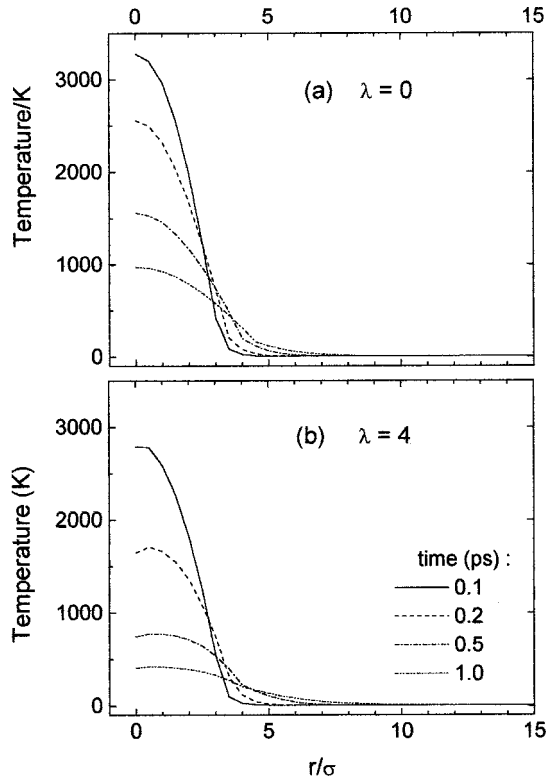 0 5 10 15
3000
2000
1000
0
Temperature/K
(a) λ = 0
3000
2000
1000
0
Temperature (K)
(b) λ = 4
time (ps) :
0.1
0.2
0.5
1.0
0 5 10 15
r/σ